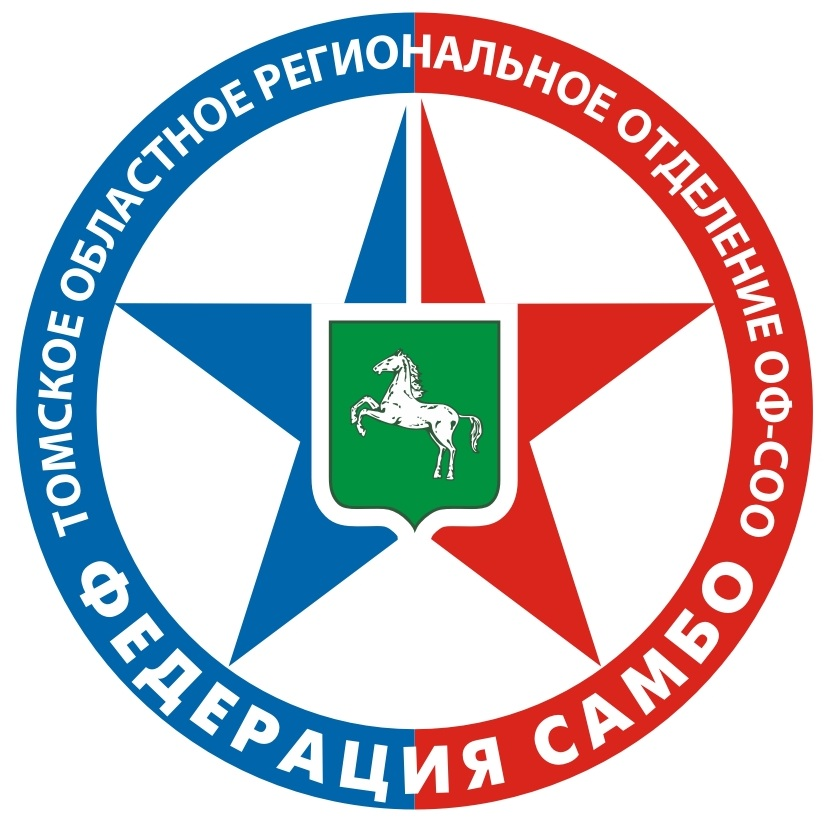 ТОМСКОЕ ОБЛАСТНОЕ РЕГИОНАЛЬНОЕ ОТДЕЛЕНИЕ ОФ-СОО
ФЕДЕРАЦИЯ САМБО